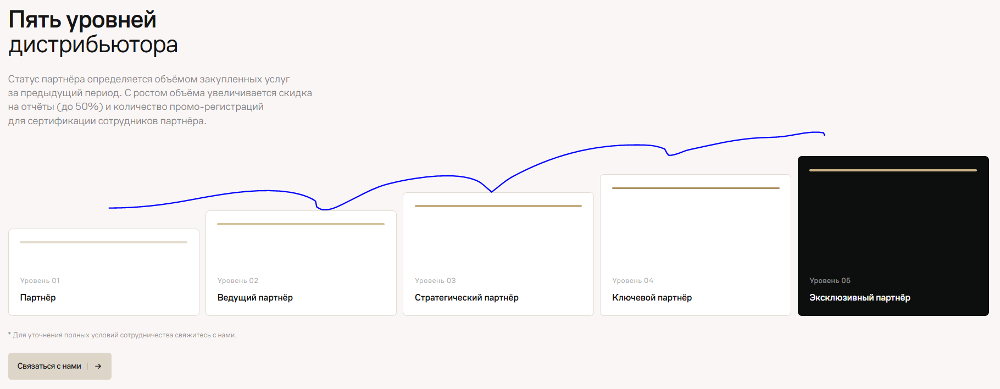 Пять уровней
дистрибьютора
Статус партнёра определяется объёмом закупленных услуг
за предыдущий период. С ростом объёма увеличивается скидка
на отчёты (до 50%) и количество промо-регистраций
для сертификации сотрудников партнёра.
Уровень 01
Партнёр
Уровень 02
Ведущий партнёр
Уровень 03
Стратегический партнёр
Уровень 04
Ключевой партнёр
Уровень 05
Эксклюзивный партнёр
* Для уточнения полных условий сотрудничества свяжитесь с нами.
Связаться с нами